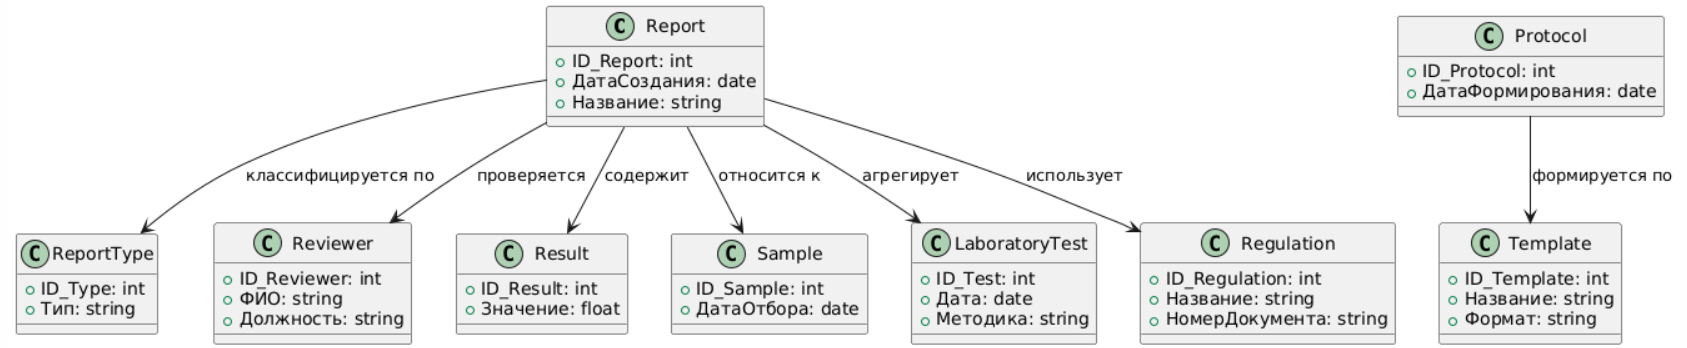 C Report
ID_Report: int
ДатаСоздания: date
Название: string
C Protocol
ID_Protocol: int
ДатаФормирования: date
классифицируется по
проверяется
содержит
относится к
агрегирует
использует
формируется по
C ReportType
ID_Type: int
Тип: string
C Reviewer
ID_Reviewer: int
ФИО: string
Должность: string
C Result
ID_Result: int
Значение: float
C Sample
ID_Sample: int
ДатаОтбора: date
C LaboratoryTest
ID_Test: int
Дата: date
Методика: string
C Regulation
ID_Regulation: int
Название: string
НомерДокумента: string
C Template
ID_Template: int
Название: string
Формат: string